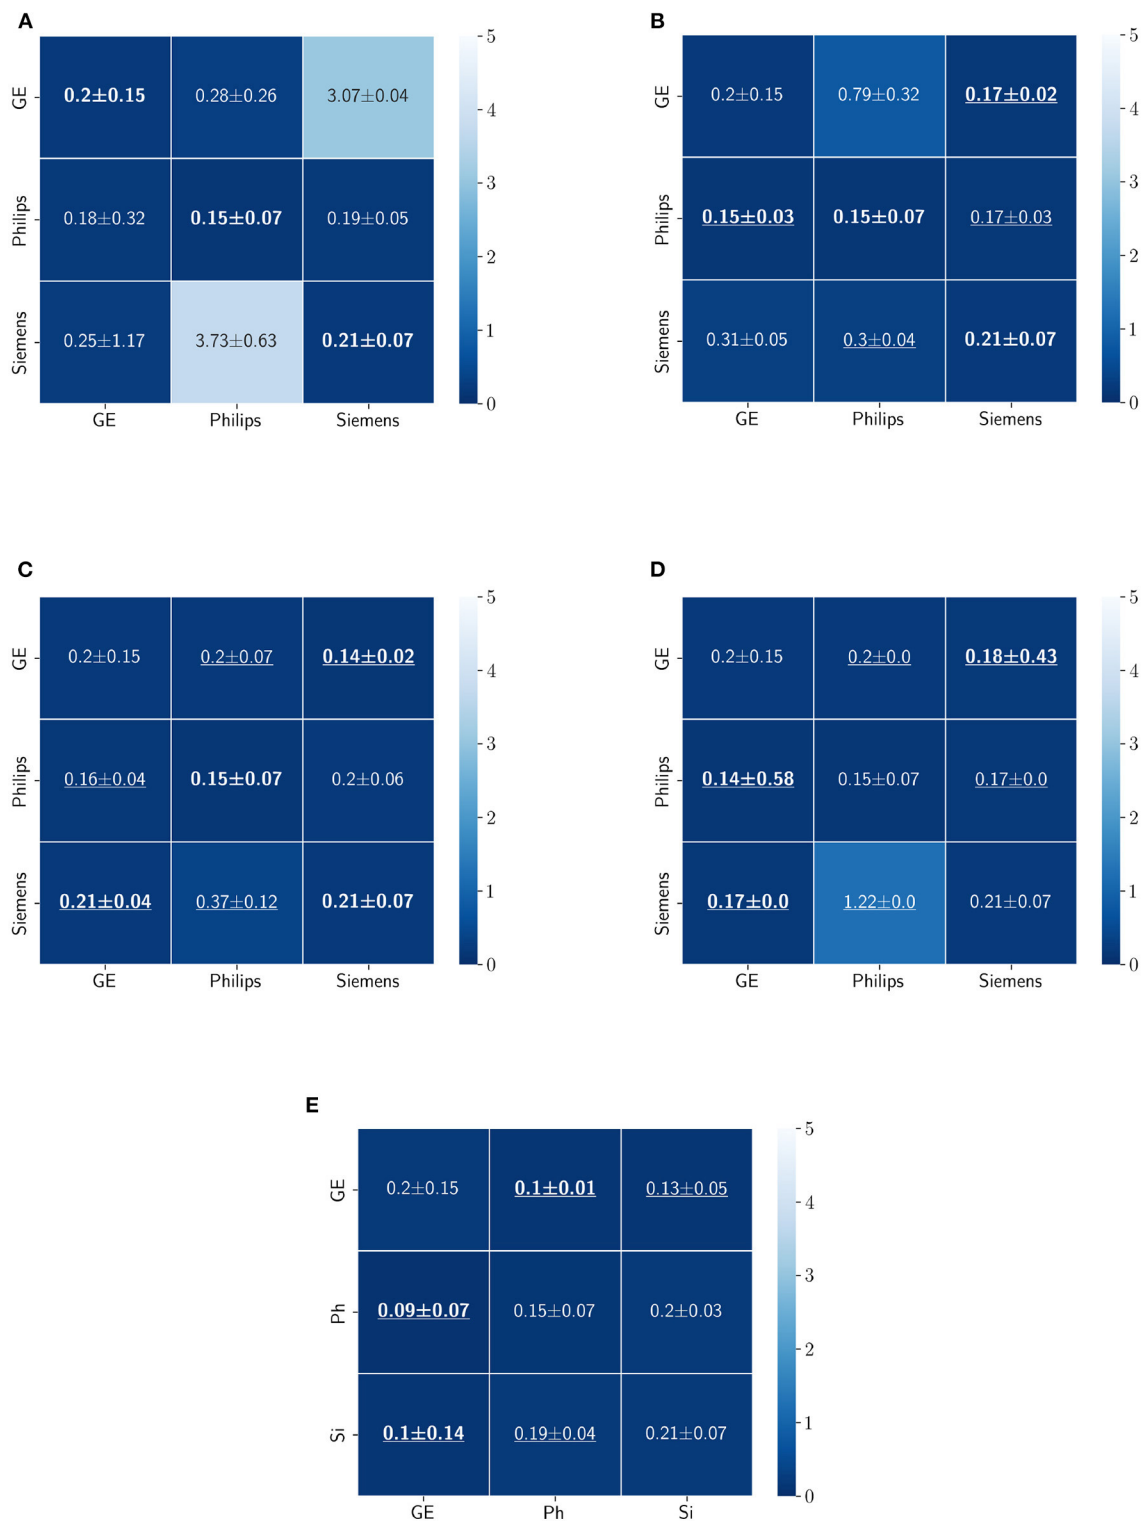 A
B
5
4
3
2
1
0
GE
0.2±0.15
0.28±0.26
3.07±0.04
Philips
0.18±0.32
0.15±0.07
0.19±0.05
Siemens
0.25±1.17
3.73±0.63
0.21±0.07
GE
Philips
Siemens
5
4
3
2
1
0
GE
0.2±0.15
0.79±0.32
0.17±0.02
Philips
0.15±0.03
0.15±0.07
0.17±0.03
Siemens
0.31±0.05
0.3±0.04
0.21±0.07
GE
Philips
Siemens
C
D
5
4
3
2
1
0
GE
0.2±0.15
0.2±0.07
0.14±0.02
Philips
0.16±0.04
0.15±0.07
0.2±0.06
Siemens
0.21±0.04
0.37±0.12
0.21±0.07
GE
Philips
Siemens
5
4
3
2
1
0
GE
0.2±0.15
0.2±0.0
0.18±0.43
Philips
0.14±0.58
0.15±0.07
0.17±0.0
Siemens
0.17±0.0
1.22±0.0
0.21±0.07
GE
Philips
Siemens
E
5
4
3
2
1
0
GE
0.2±0.15
0.1±0.01
0.13±0.05
Ph
0.09±0.07
0.15±0.07
0.2±0.03
Si
0.1±0.14
0.19±0.04
0.21±0.07
GE
Ph
Si